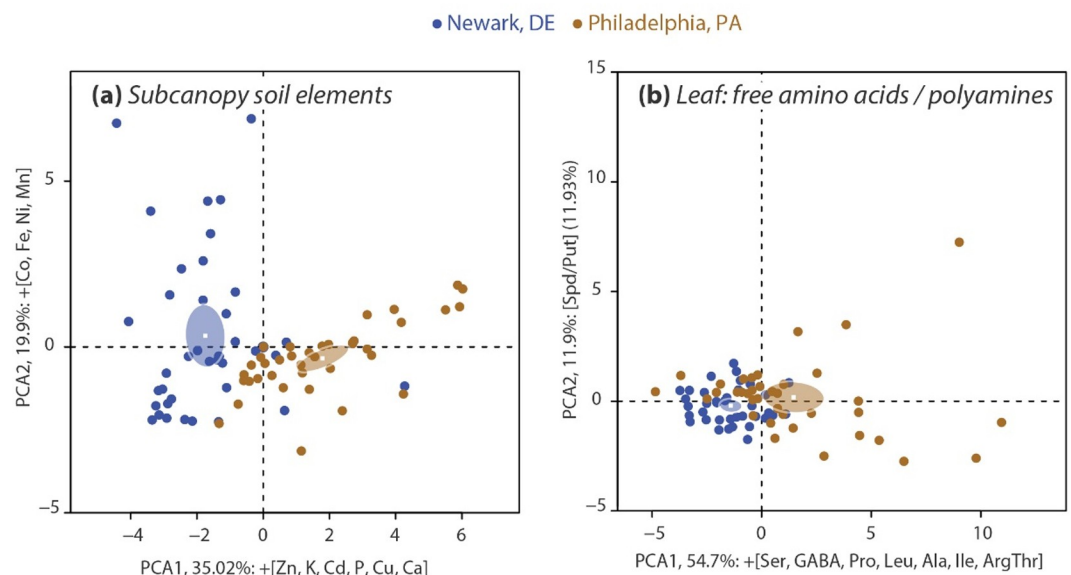 Newark, DE Philadelphia, PA
(a) Subcanopy soil elements
PCA2, 19.9%: +[Co, Fe, Ni, Mn]
5
0
−5
−4 −2 0 2 4 6
PCA1, 35.02%: +[Zn, K, Cd, P, Cu, Ca]
(b) Leaf: free amino acids / polyamines
PCA2, 11.9%: [Spd/Put] (11.93%)
15
10
5
0
−5
−5 0 5 10
PCA1, 54.7%: +[Ser, GABA, Pro, Leu, Ala, Ile, ArgThr]